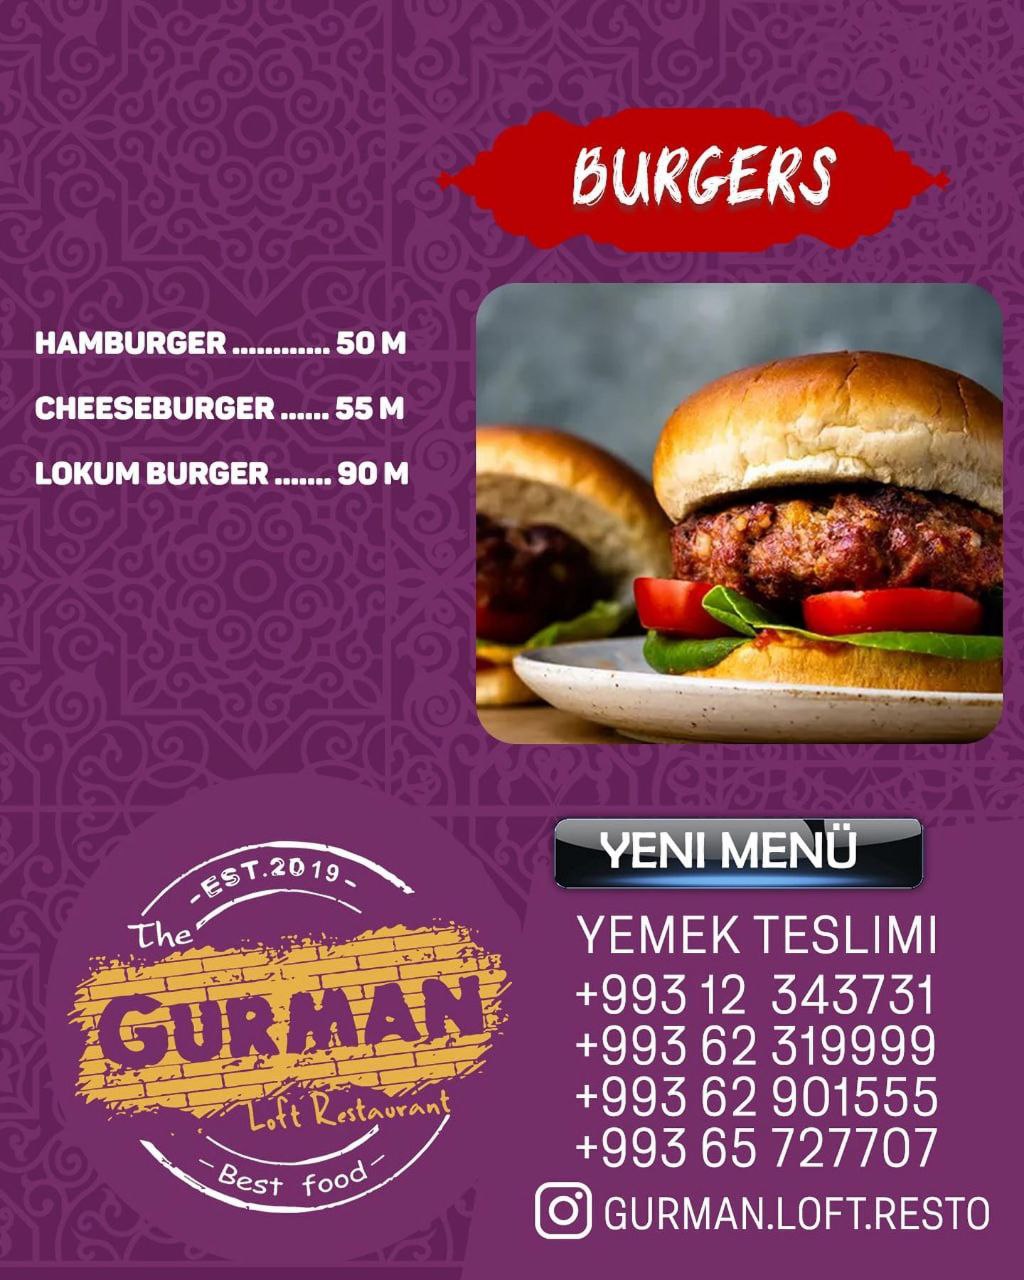 BURGERS
HAMBURGER ............ 50 M
CHEESEBURGER ...... 55 M
LOKUM BURGER ....... 90 M
-EST.2019-
The
GURMAN
Loft Restaurant
- Best food -
YENI MENÜ
YEMEK TESLIMI
+993 12 343731
+993 62 319999
+993 62 901555
+993 65 727707
GURMAN.LOFT.RESTO